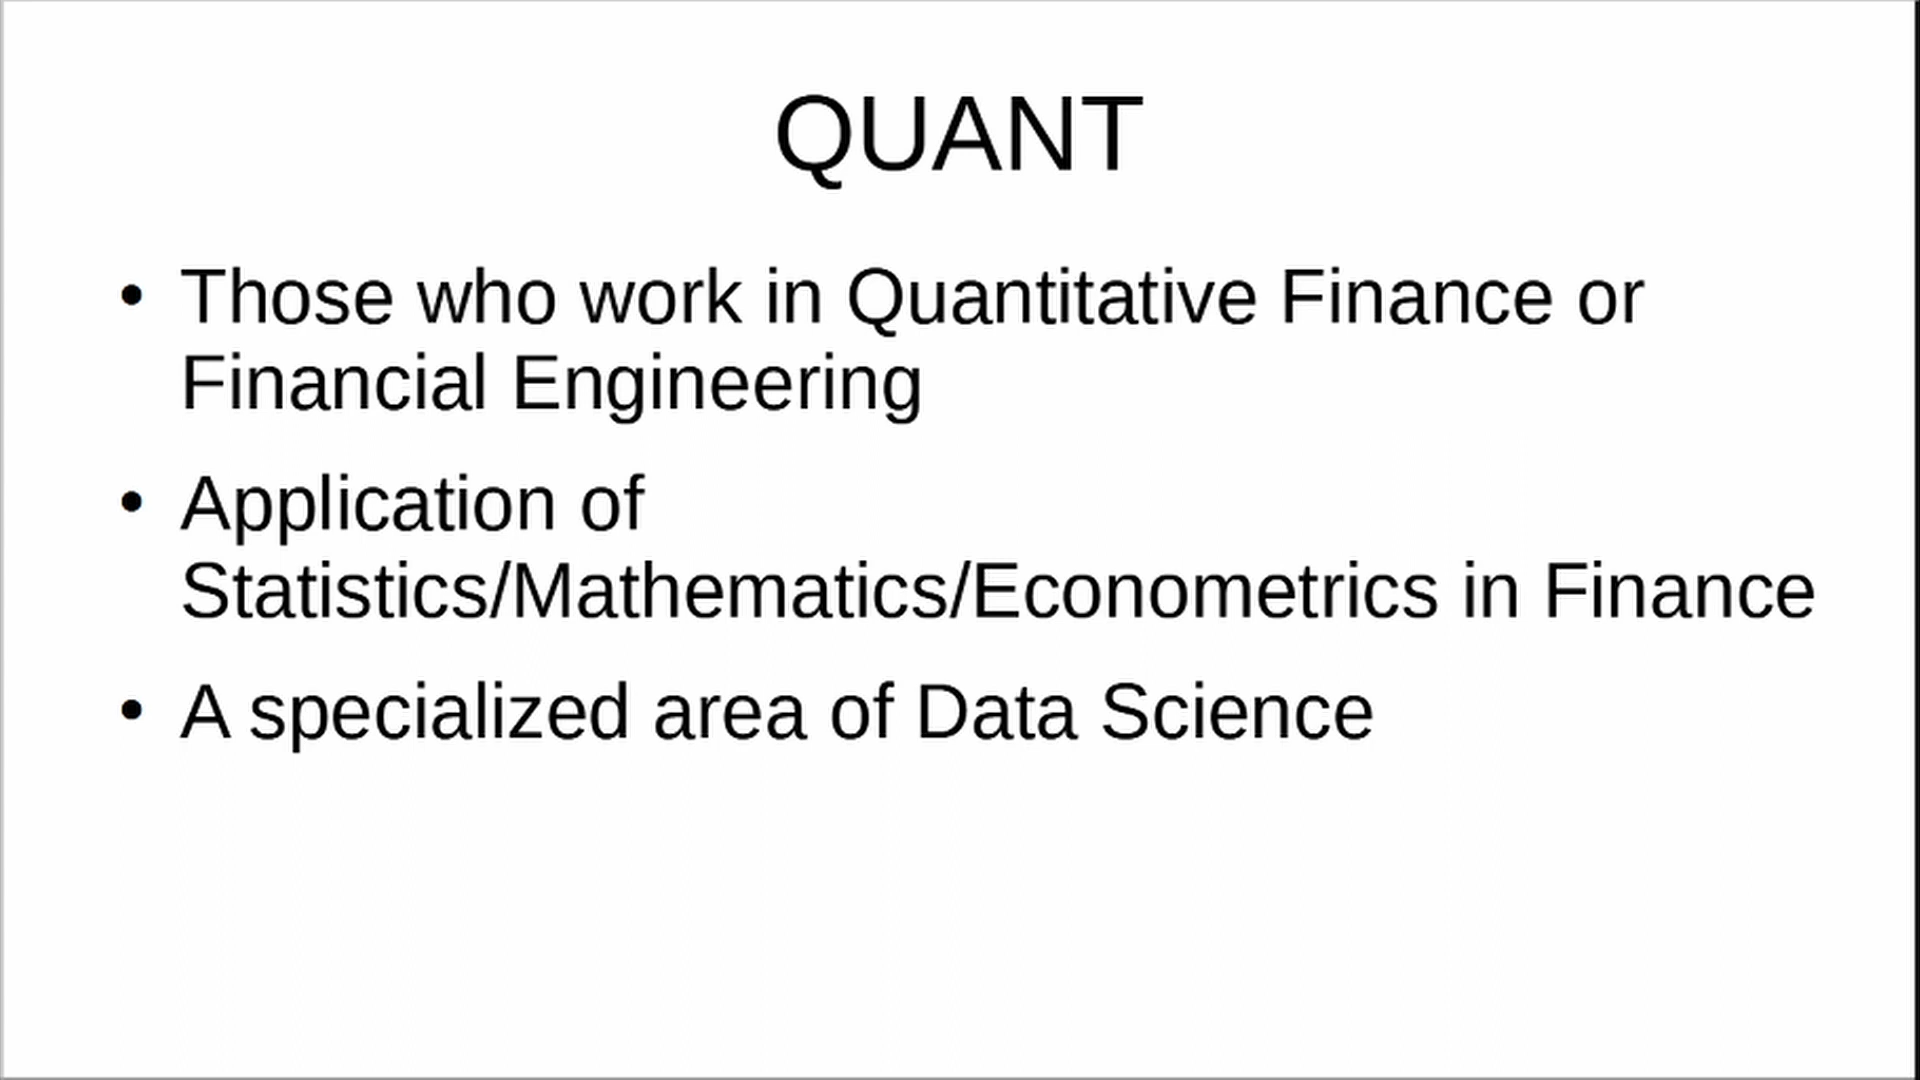 QUANT
• Those who work in Quantitative Finance or
Financial Engineering
• Application of
Statistics/Mathematics/Econometrics in Finance
• A specialized area of Data Science